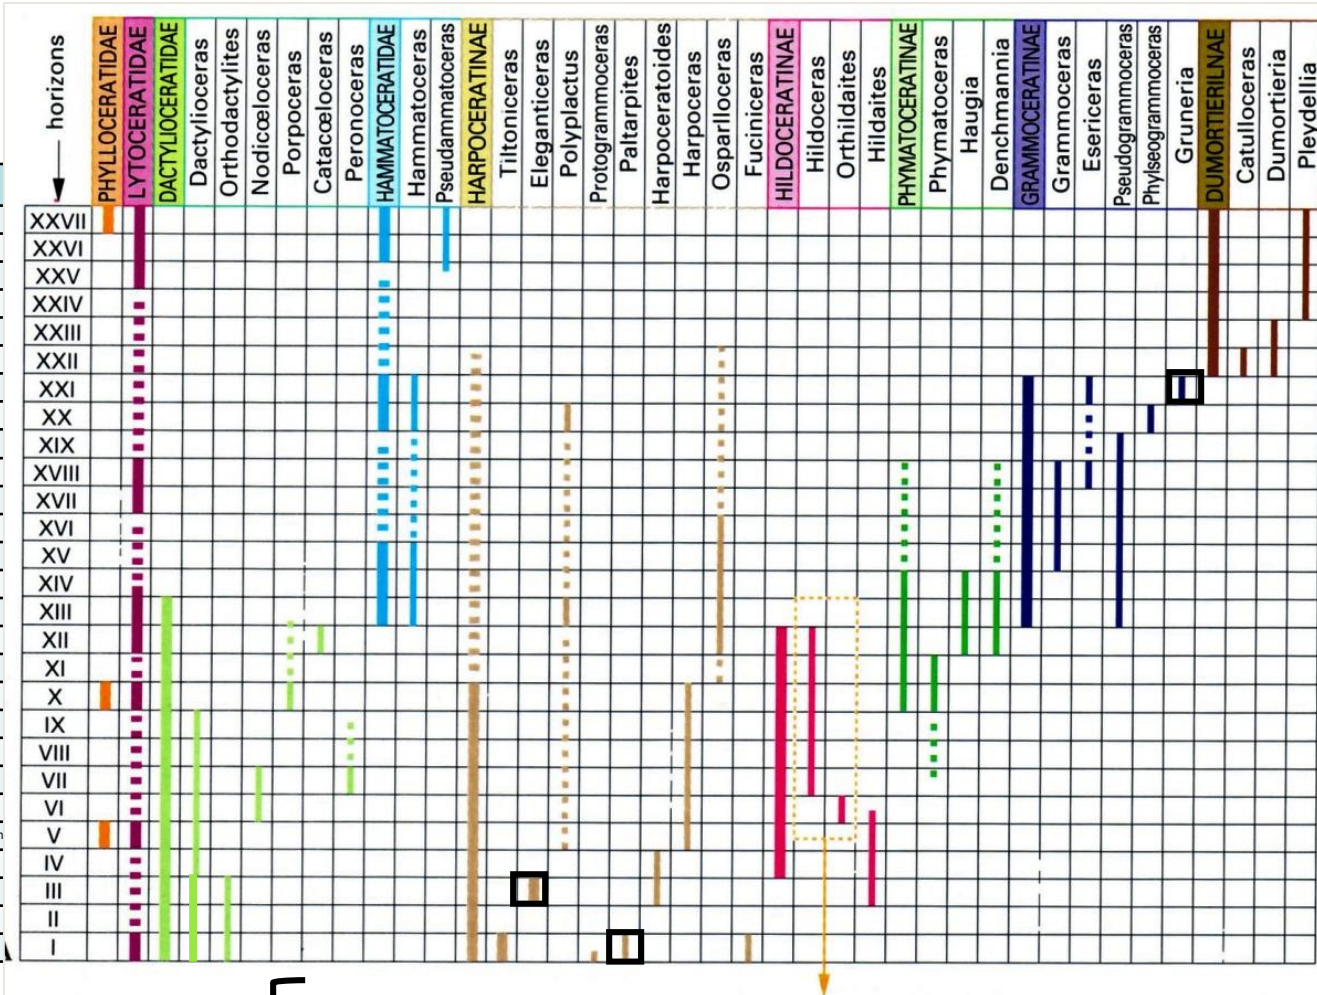 horizons
PHYLLOCERATIDAE
LYTOCERATIDAE
DACTYLIOCERATIDAE
Dactylioceras
Orthodactylites
Nodicœloceras
Porpoceras
Catacœloceras
Peronoceras
HAMMATOCERATIDAE
Hammatoceras
Pseudammatoceras
HARPOCERATINAE
Tiltoniceras
Eleganticeras
Polyplactus
Protogrammoceras
Paltarpites
Harpoceratoides
Harpoceras
Osparlloceras
Fuciniceras
HILDOCERATINAE
Hildoceras
Orthildaites
Hildaites
PHYMATOCERATINAE
Phymatoceras
Haugia
Denchmannia
GRAMMOCERATINAE
Grammoceras
Esericeras
Pseudogrammoceras
Phylseogrammoceras
Gruneria
DUMORTIERILNAE
Catulloceras
Dumortiera
Pleydellia
XXVII
XXVI
XXV
XXIV
XXIII
XXII
XXI
XX
XIX
XVIII
XVII
XVI
XV
XIV
XIII
XII
XI
X
IX
VIII
VII
VI
V
IV
III
II
I